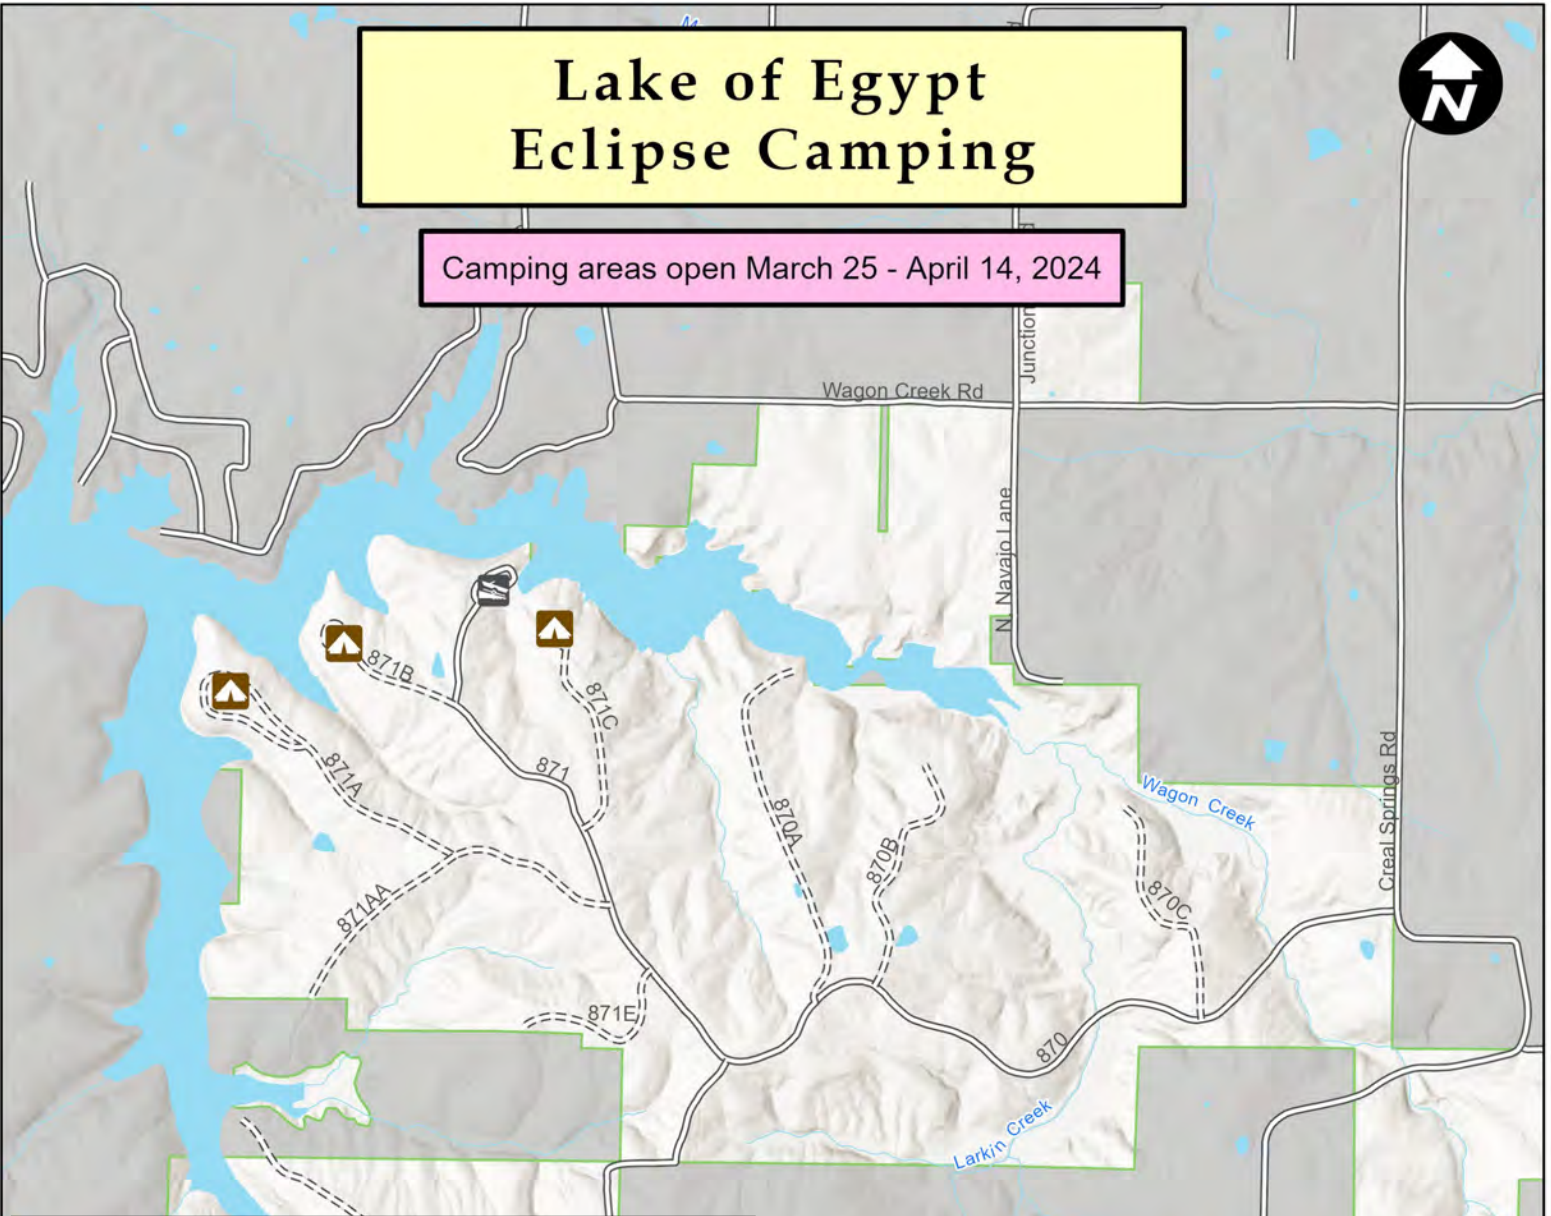 Lake of Egypt
Eclipse Camping
N
Camping areas open March 25 - April 14, 2024
Junction
Wagon Creek Rd
N. Navajo Lane
871B
871C
871A
871
870A
870B
Wagon Creek
Creal Springs Rd
871AA
870C
871E
870
Larkin Creek